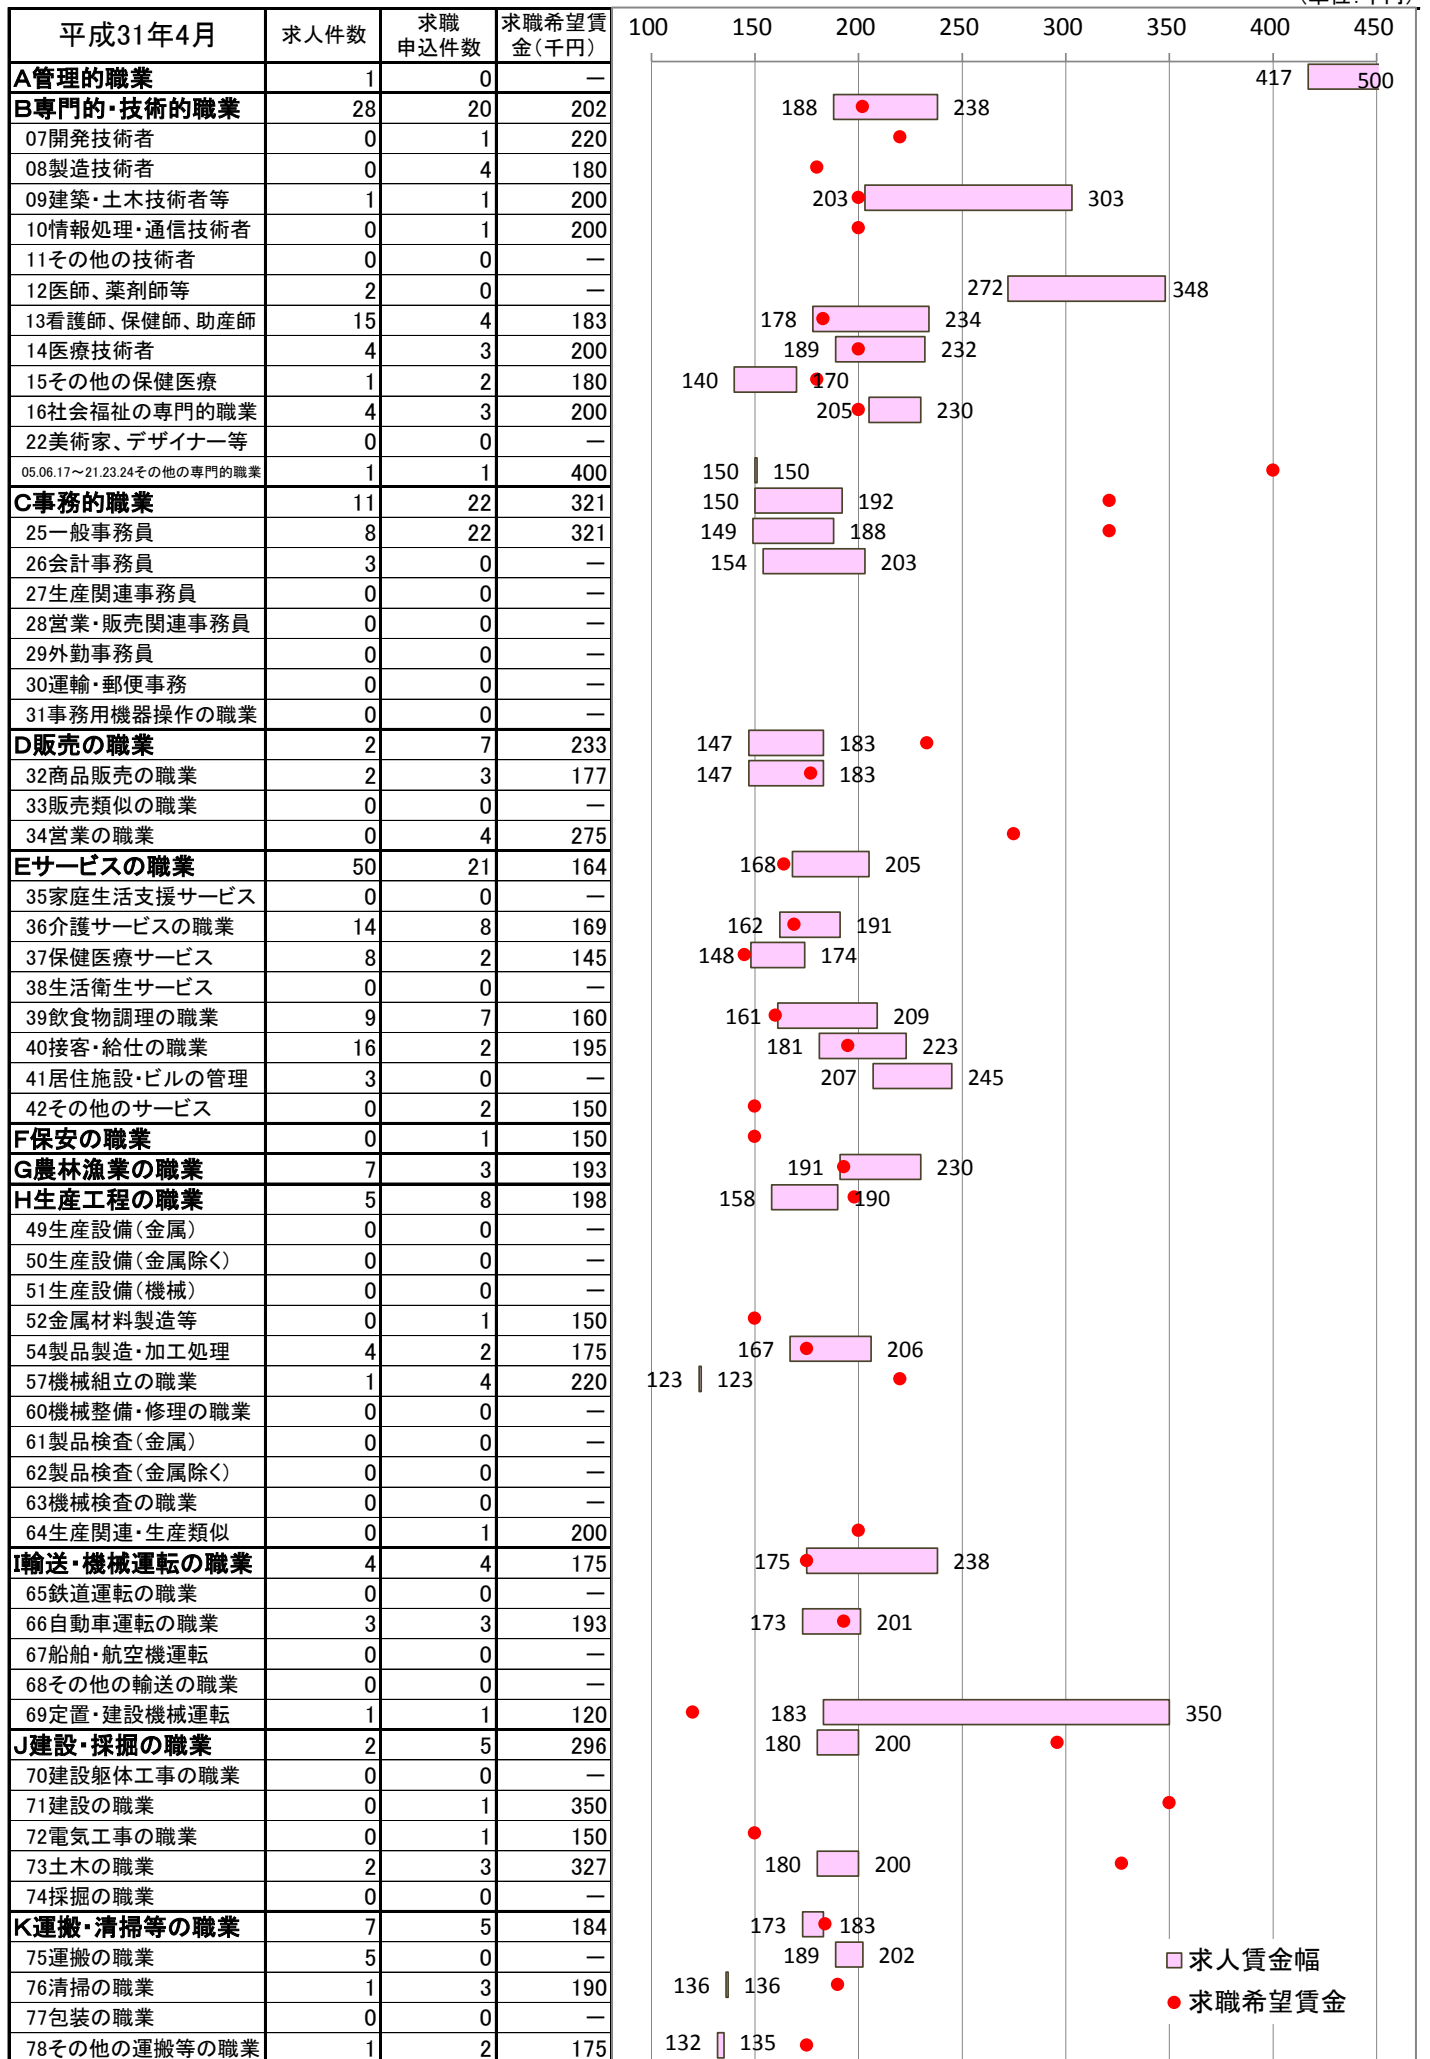 (単位:千円)
平成31年4月 求人件数 求職申込件数 求職希望賃金(千円) 100 150 200 250 300 350 400 450
A管理的職業 1 0 － 417 500
B専門的・技術的職業 28 20 202 188 238
07開発技術者 0 1 220
08製造技術者 0 4 180
09建築・土木技術者等 1 1 200 203 303
10情報処理・通信技術者 0 1 200
11その他の技術者 0 0 －
12医師、薬剤師等 2 0 － 272 348
13看護師、保健師、助産師 15 4 183 178 234
14医療技術者 4 3 200 189 232
15その他の保健医療 1 2 180 140 170
16社会福祉の専門的職業 4 3 200 205 230
22美術家、デザイナー等 0 0 －
05.06.17～21.23.24その他の専門的職業 1 1 400 150 150
C事務的職業 11 22 321 150 192
25一般事務員 8 22 321 149 188
26会計事務員 3 0 － 154 203
27生産関連事務員 0 0 －
28営業・販売関連事務員 0 0 －
29外勤事務員 0 0 －
30運輸・郵便事務 0 0 －
31事務用機器操作の職業 0 0 －
D販売の職業 2 7 233 147 183
32商品販売の職業 2 3 177 147 183
33販売類似の職業 0 0 －
34営業の職業 0 4 275
Eサービスの職業 50 21 164 168 205
35家庭生活支援サービス 0 0 －
36介護サービスの職業 14 8 169 162 191
37保健医療サービス 8 2 145 148 174
38生活衛生サービス 0 0 －
39飲食物調理の職業 9 7 160 161 209
40接客・給仕の職業 16 2 195 181 223
41居住施設・ビルの管理 3 0 － 207 245
42その他のサービス 0 2 150
F保安の職業 0 1 150
G農林漁業の職業 7 3 193 191 230
H生産工程の職業 5 8 198 158 190
49生産設備(金属) 0 0 －
50生産設備(金属除く) 0 0 －
51生産設備(機械) 0 0 －
52金属材料製造等 0 1 150
54製品製造・加工処理 4 2 175 167 206
57機械組立の職業 1 4 220 123 123
60機械整備・修理の職業 0 0 －
61製品検査(金属) 0 0 －
62製品検査(金属除く) 0 0 －
63機械検査の職業 0 0 －
64生産関連・生産類似 0 1 200
I輸送・機械運転の職業 4 4 175 175 238
65鉄道運転の職業 0 0 －
66自動車運転の職業 3 3 193 173 201
67船舶・航空機運転 0 0 －
68その他の輸送の職業 0 0 －
69定置・建設機械運転 1 1 120 183 350
J建設・採掘の職業 2 5 296 180 200
70建設躯体工事の職業 0 0 －
71建設の職業 0 1 350
72電気工事の職業 0 1 150
73土木の職業 2 3 327 180 200
74採掘の職業 0 0 －
K運搬・清掃等の職業 7 5 184 173 183
75運搬の職業 5 0 － 189 202 求人賃金幅
76清掃の職業 1 3 190 136 136 求職希望賃金
77包装の職業 0 0 －
78その他の運搬等の職業 1 2 175 132 135